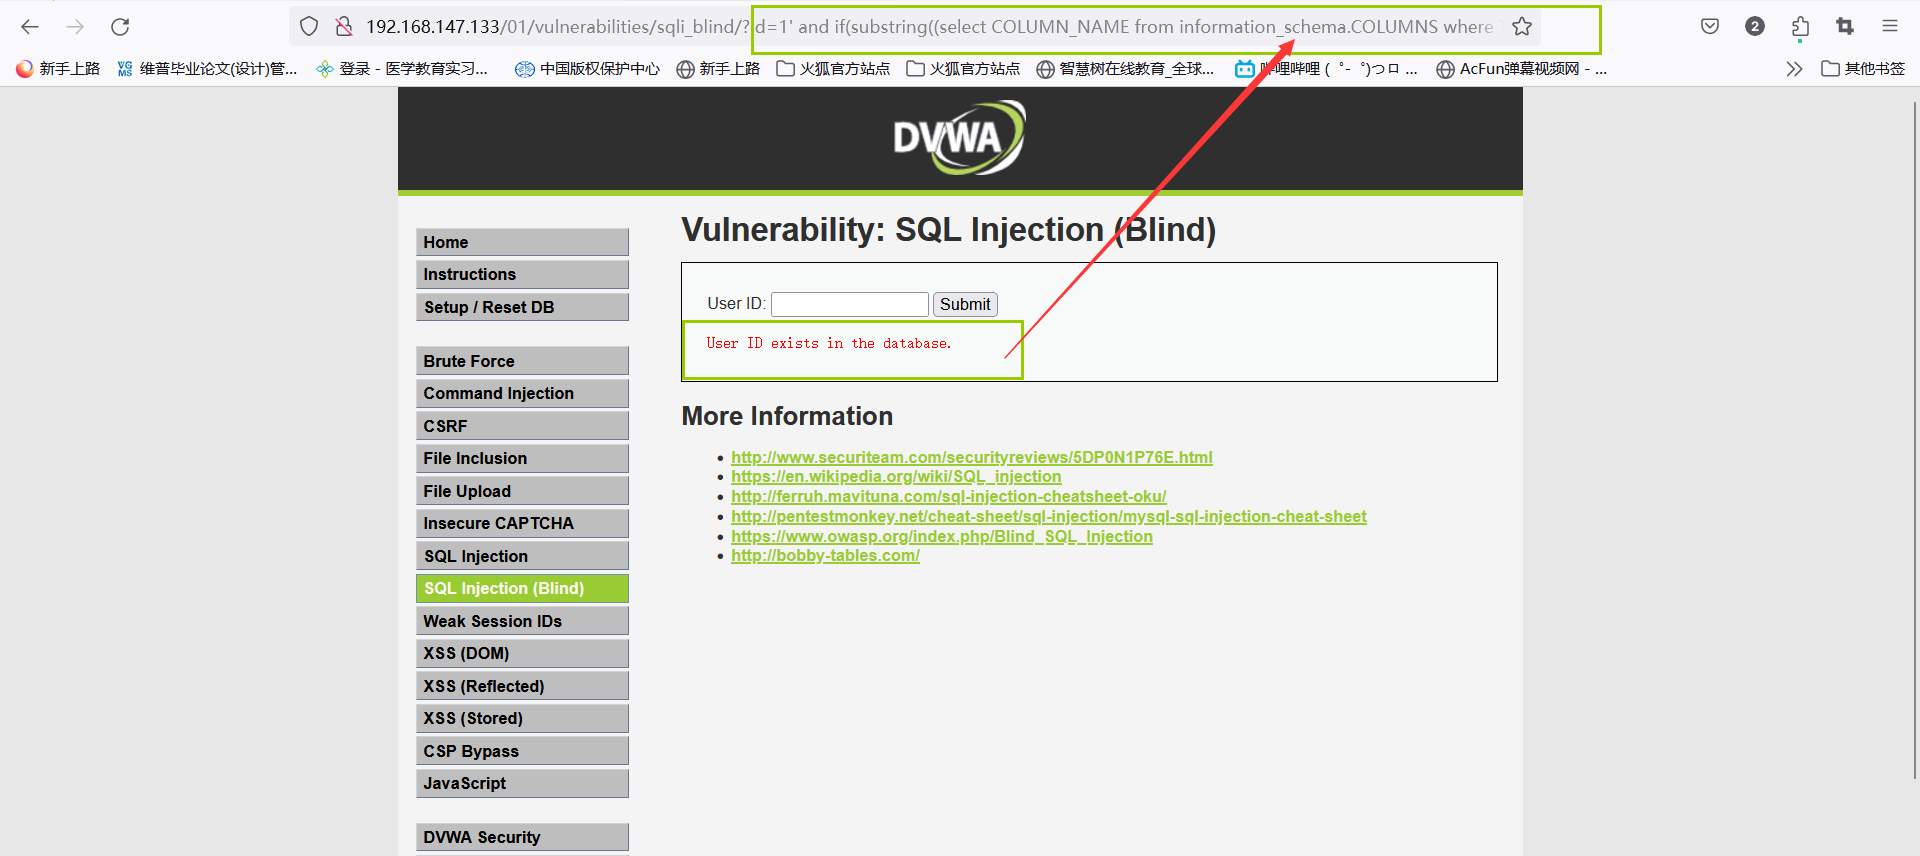 192.168.147.133/01/vulnerabilities/sqli_blind/?id=1' and if(substring((select COLUMN_NAME from information_schema.COLUMNS where
2
新手上路
VG MS 维普毕业论文(设计)管...
登录 - 医学教育实习...
中国版权保护中心
新手上路
火狐官方站点
火狐官方站点
智慧树在线教育_全球...
哔哩哔哩 ( ゜- ゜)つロ ...
AcFun弹幕视频网 - ...
其他书签
DVWA
Home
Instructions
Setup / Reset DB
Brute Force
Command Injection
CSRF
File Inclusion
File Upload
Insecure CAPTCHA
SQL Injection
SQL Injection (Blind)
Weak Session IDs
XSS (DOM)
XSS (Reflected)
XSS (Stored)
CSP Bypass
JavaScript
DVWA Security
Vulnerability: SQL Injection (Blind)
User ID:
Submit
User ID exists in the database.
More Information
http://www.securiteam.com/securityreviews/5DP0N1P76E.html
https://en.wikipedia.org/wiki/SQL_injection
http://ferruh.mavituna.com/sql-injection-cheatsheet-oku/
http://pentestmonkey.net/cheat-sheet/sql-injection/mysql-sql-injection-cheat-sheet
https://www.owasp.org/index.php/Blind_SQL_Injection
http://bobby-tables.com/